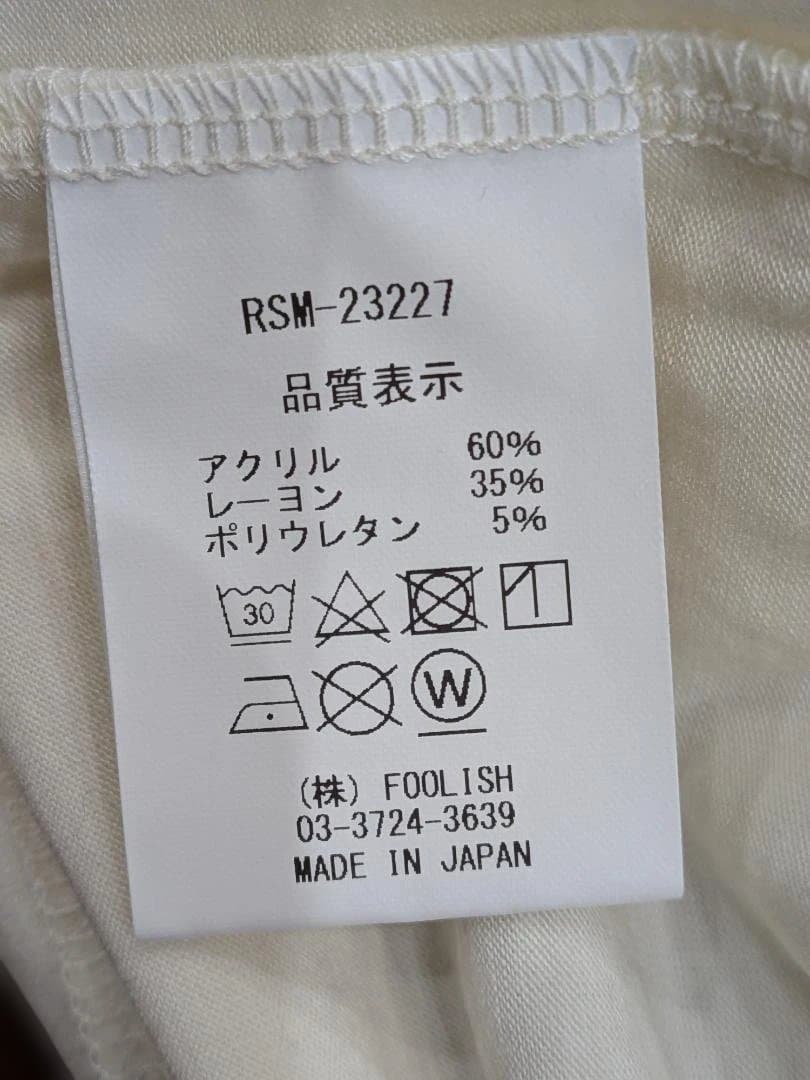 RSM-23227
品質表示
アクリル 60%
レーヨン 35%
ポリウレタン 5%
30
W
(株) FOOLISH
03-3724-3639
MADE IN JAPAN